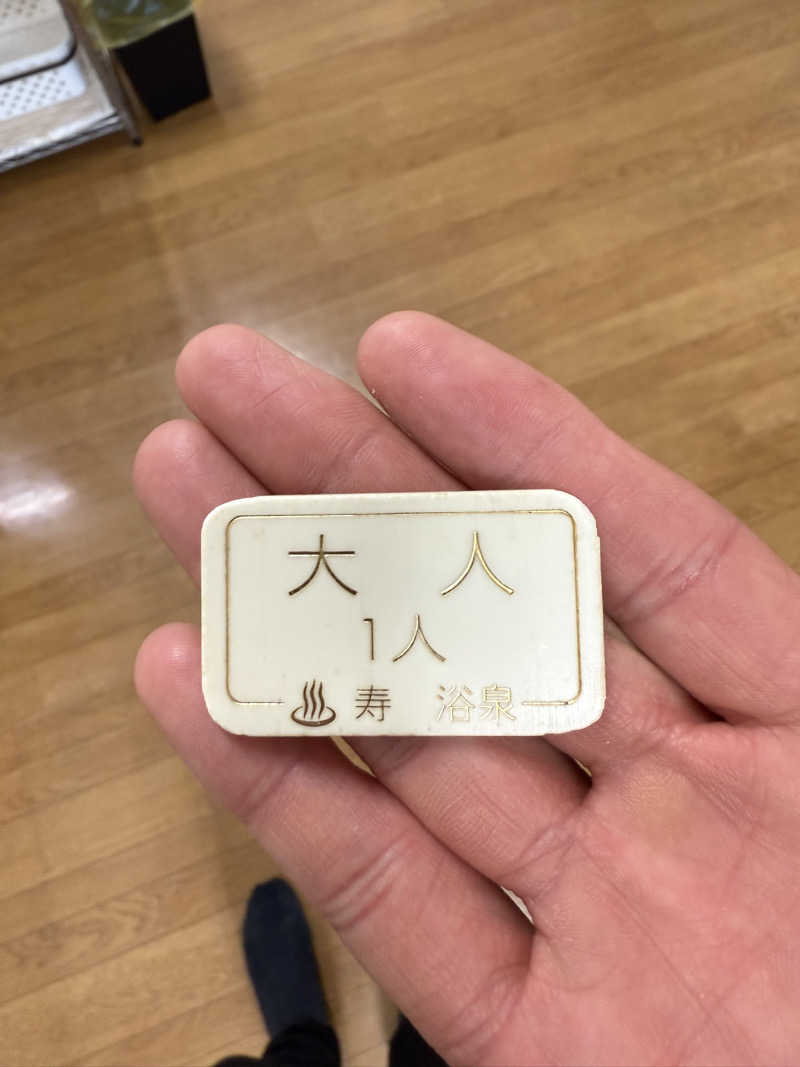 大 人
1人
♨ 寿 浴泉